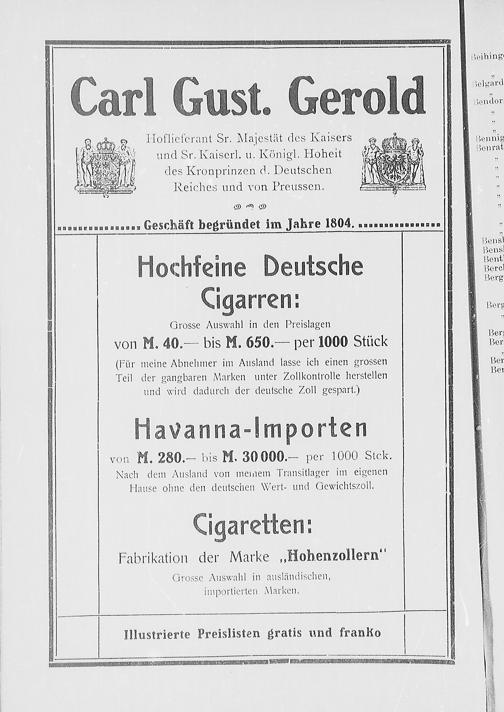 Carl Gust. Gerold
Hoflieferant Sr. Majestät des Kaisers
und Sr. Kaiserl. u. Königl. Hoheit
des Kronprinzen d. Deutschen
Reiches und von Preussen.
Geschäft begründet im Jahre 1804.
Hochfeine Deutsche
Cigarren:
Grosse Auswahl in den Preislagen
von M. 40.— bis M. 650.— per 1000 Stück
(Für meine Abnehmer im Ausland lasse ich einen grossen
Teil der gangbaren Marken unter Zollkontrolle herstellen
und wird dadurch der deutsche Zoll gespart.)
Havanna-Importen
von M. 280.— bis M. 30 000.— per 1000 Stck.
Nach dem Ausland von meinem Transitlager im eigenen
Hause ohne den deutschen Wert- und Gewichtszoll.
Cigaretten:
Fabrikation der Marke „Hohenzollern"
Grosse Auswahl in ausländischen,
importierten Marken.
Illustrierte Preislisten gratis und franko